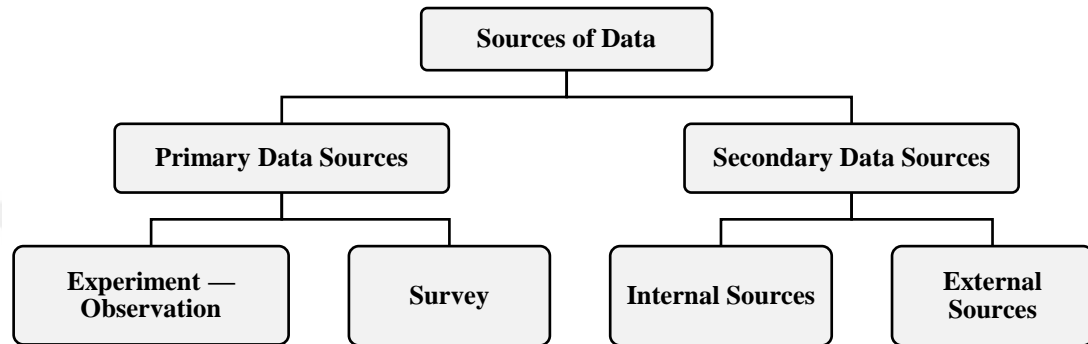 Sources of Data
Primary Data Sources
Secondary Data Sources
Experiment —
Observation
Survey
Internal Sources
External
Sources